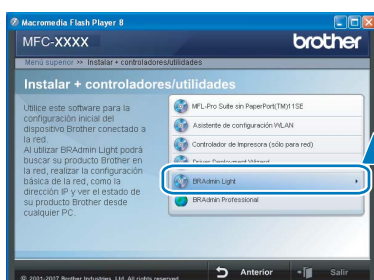 Macromedia Flash Player 8
MFC-XXXX
brother
Menú superior >> Instalar + controladores/utilidades
Instalar + controladores/utilidades
Utilice este software para la
configuración inicial del
dispositivo Brother conectado a
la red.
Al utilizar BRAdmin Light podrá
buscar su producto Brother en
la red, realizar la configuración
básica de la red, como la
dirección IP y ver el estado de
su producto Brother desde
cualquier PC.
MFL-Pro Suite sin PaperPort(TM)11SE
Asistente de configuración WLAN
Controlador de Impresora (sólo para red)
Driver Deployment Wizard
BRAdmin Light
BRAdmin Professional
© 2001-2007 Brother Industries, Ltd. All rights reserved.
Anterior
Salir